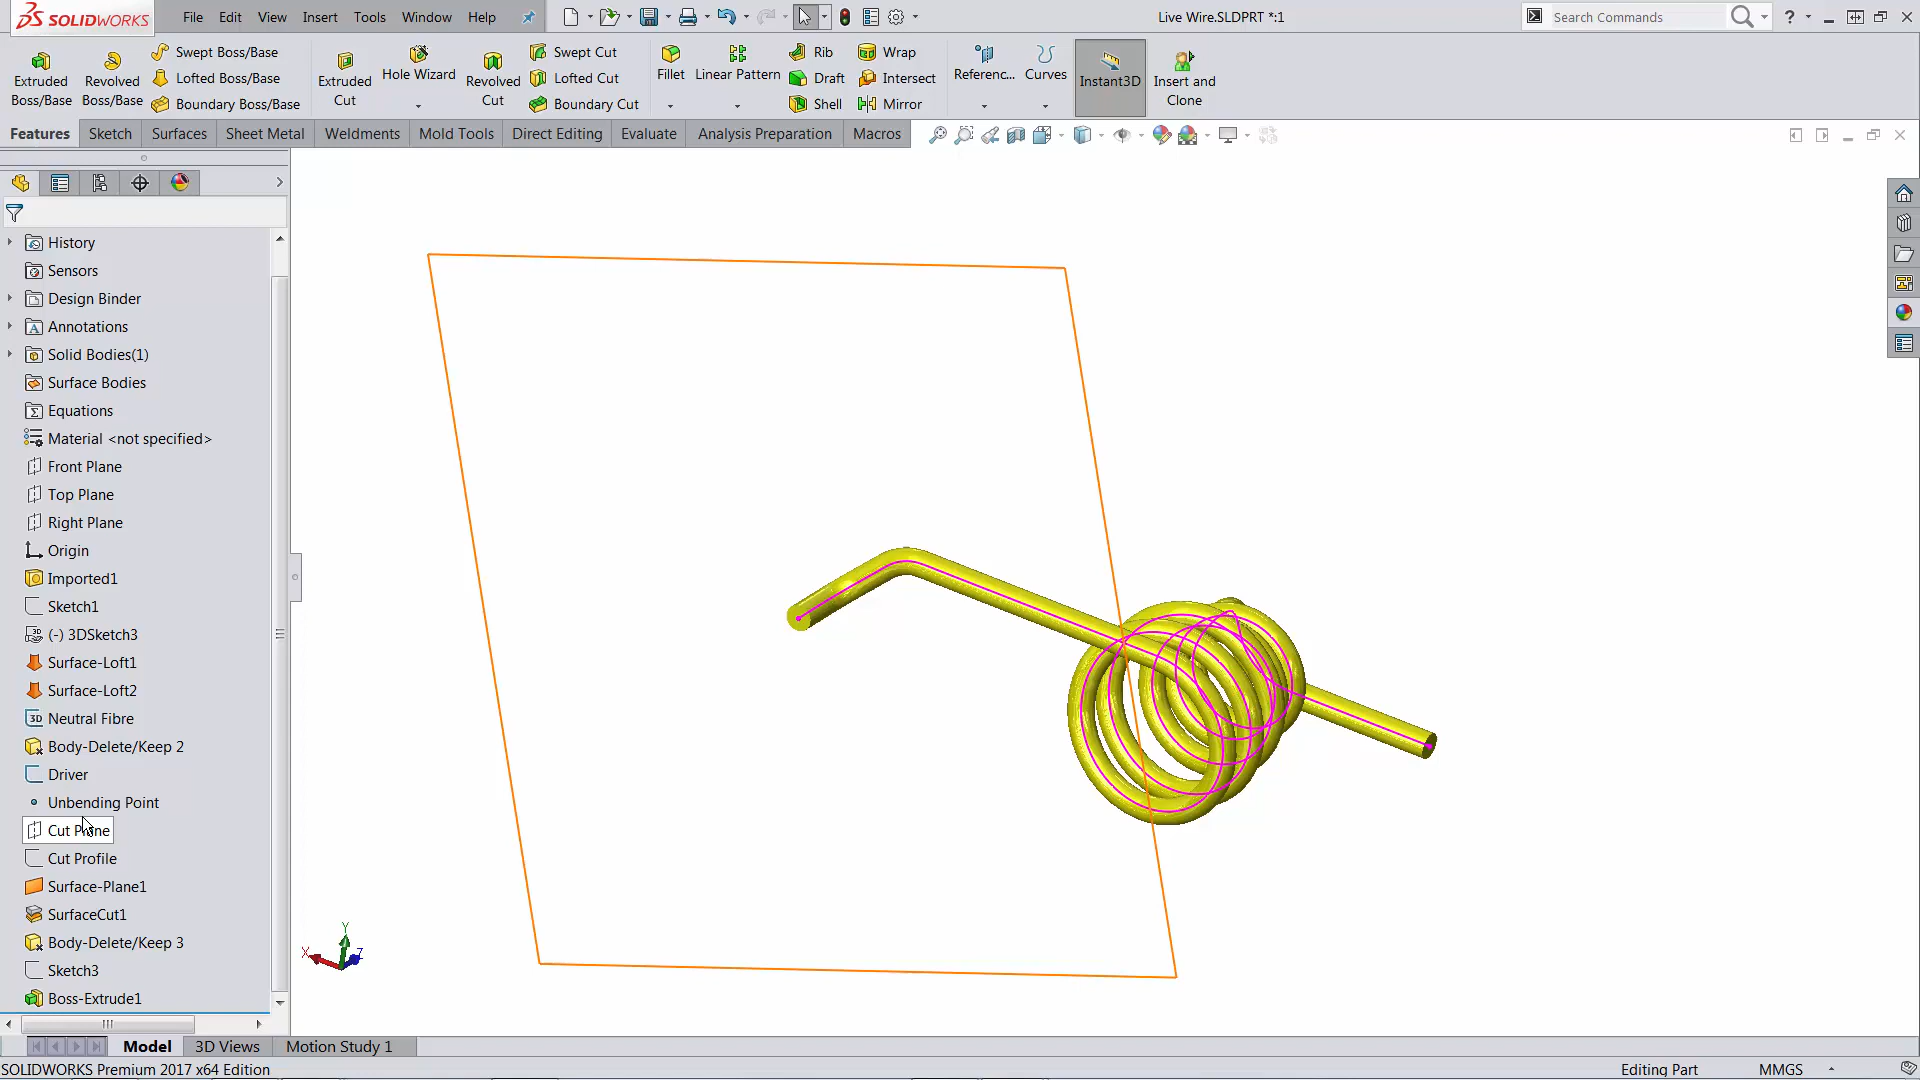 SOLIDWORKS
File Edit View Insert Tools Window Help
Live Wire.SLDPRT *:1
Search Commands
Extruded Boss/Base
Revolved Boss/Base
Swept Boss/Base
Lofted Boss/Base
Boundary Boss/Base
Extruded Cut
Hole Wizard
Revolved Cut
Swept Cut
Lofted Cut
Boundary Cut
Fillet
Linear Pattern
Rib
Draft
Shell
Wrap
Intersect
Mirror
Referenc...
Curves
Instant3D
Insert and Clone
Features Sketch Surfaces Sheet Metal Weldments Mold Tools Direct Editing Evaluate Analysis Preparation Macros
History
Sensors
Design Binder
Annotations
Solid Bodies(1)
Surface Bodies
Equations
Material <not specified>
Front Plane
Top Plane
Right Plane
Origin
Imported1
Sketch1
(-) 3DSketch3
Surface-Loft1
Surface-Loft2
Neutral Fibre
Body-Delete/Keep 2
Driver
Unbending Point
Cut Plane
Cut Profile
Surface-Plane1
SurfaceCut1
Body-Delete/Keep 3
Sketch3
Boss-Extrude1
Y
X
Z
Model 3D Views Motion Study 1
SOLIDWORKS Premium 2017 x64 Edition
Editing Part
MMGS